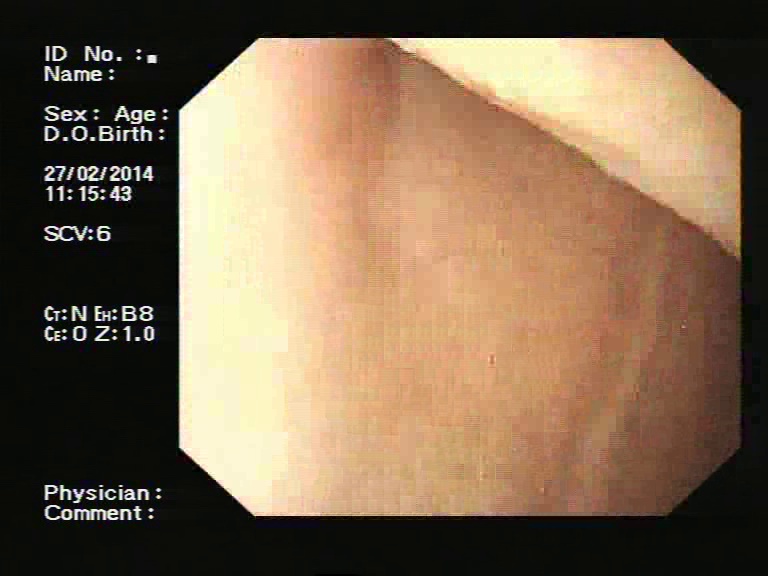 ID No. :
Name:
Sex: Age:
D.O.Birth:
27/02/2014
11:15:43
SCV:6
CT:N EH:B8
CE:0 Z:1.0
Physician:
Comment: